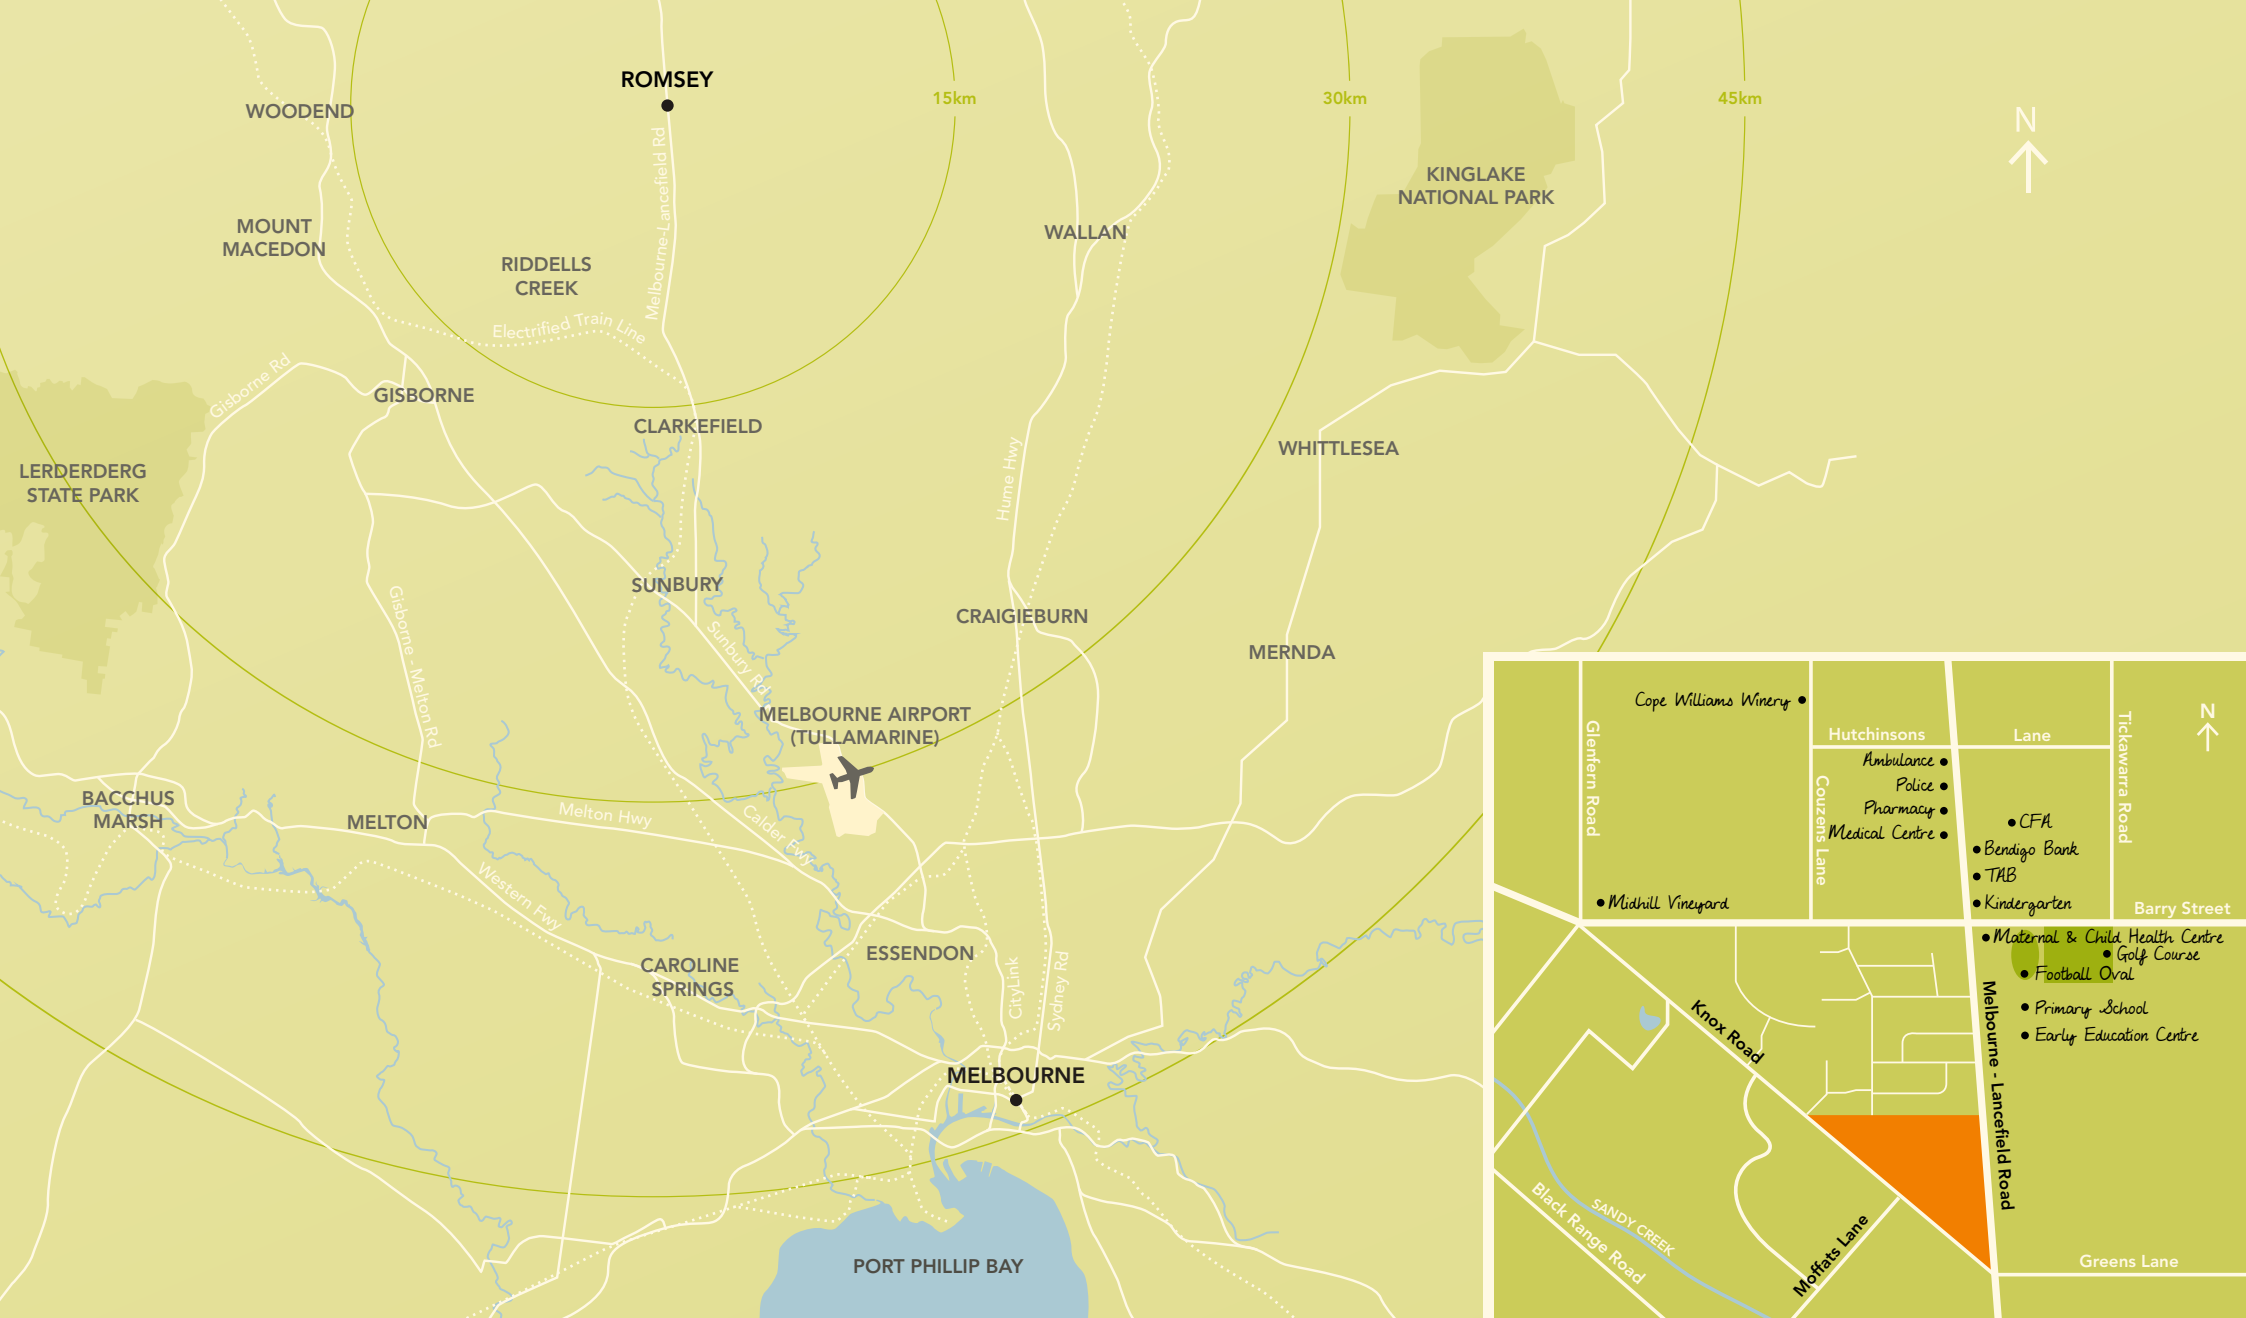 ROMSEY
15km
30km
45km
N
WOODEND
KINGLAKE
NATIONAL PARK
MOUNT
MACEDON
WALLAN
RIDDELLS
CREEK
Melbourne-Lancefield Rd
Electrified Train Line
Gisborne Rd
GISBORNE
CLARKEFIELD
WHITTLESEA
Hume Hwy
LERDERDERG
STATE PARK
SUNBURY
CRAIGIEBURN
MERNDA
Gisborne - Melton Rd
Sunbury Rd
MELBOURNE AIRPORT
(TULLAMARINE)
BACCHUS
MARSH
MELTON
Melton Hwy
Calder Fwy
Western Fwy
CAROLINE
SPRINGS
ESSENDON
CityLink
Sydney Rd
MELBOURNE
PORT PHILLIP BAY
Cope Williams Winery
N
Glenfern Road
Hutchinsons
Lane
Tickawarra Road
Ambulance
Police
Pharmacy
Medical Centre
Couzens Lane
CFA
Bendigo Bank
TAB
Kindergarten
Midhill Vineyard
Barry Street
Maternal & Child Health Centre
Golf Course
Football Oval
Primary School
Early Education Centre
Knox Road
Melbourne - Lancefield Road
Black Range Road
SANDY CREEK
Moffats Lane
Greens Lane